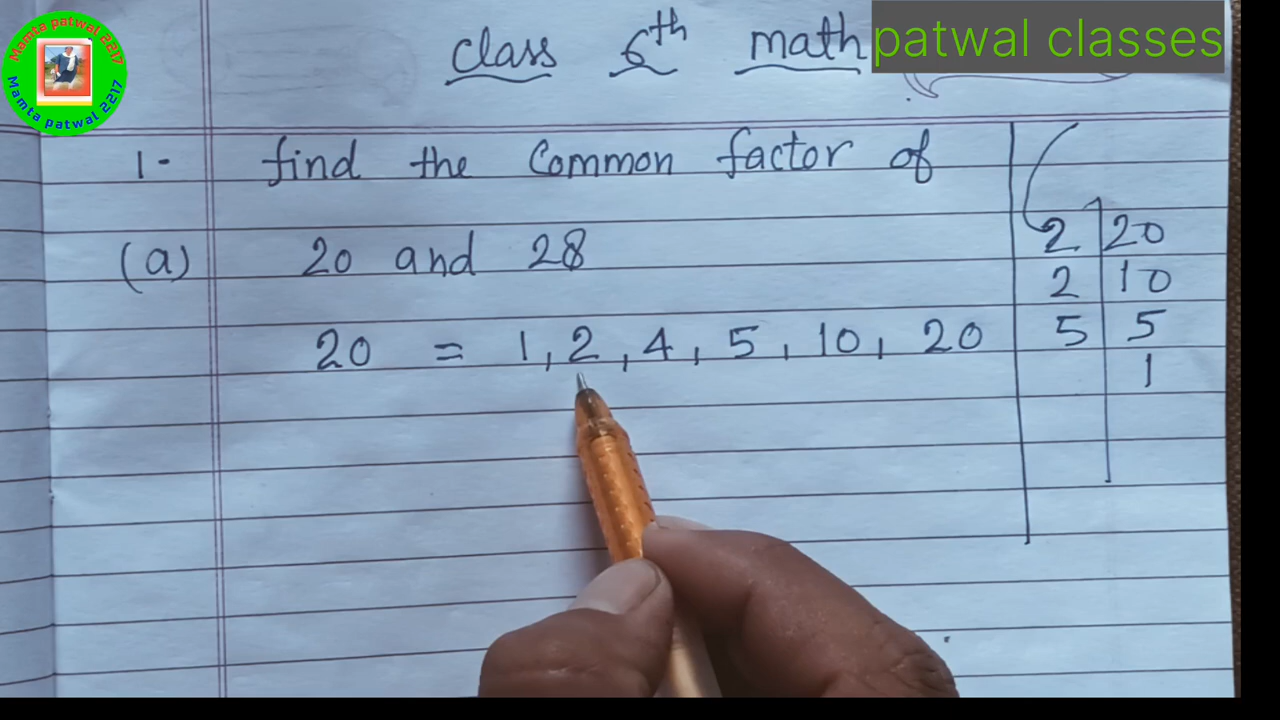 Mamta patwal 2217
Mamta patwal 2217
class 6th math
patwal classes
1- find the Common factor of
(a) 20 and 28
20 = 1, 2, 4, 5, 10, 20
2 20
2 10
5 5
1